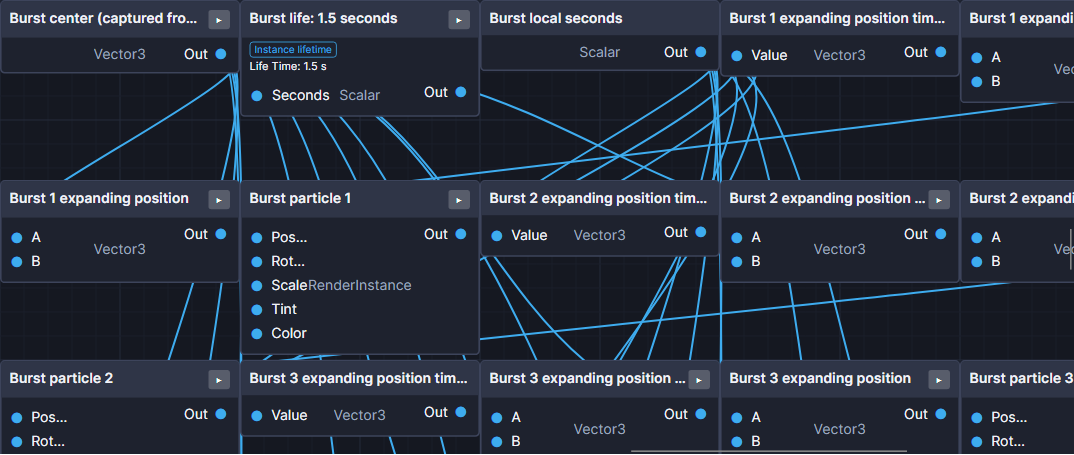 Burst center (captured fro...
Vector3
Out
Burst life: 1.5 seconds
Instance lifetime
Life Time: 1.5 s
Seconds
Scalar
Out
Burst local seconds
Scalar
Out
Burst 1 expanding position tim...
Value
Vector3
Out
Burst 1 expandi
A
B
Vec
Burst 1 expanding position
A
B
Vector3
Out
Burst particle 1
Pos...
Rot...
Scale
RenderInstance
Tint
Color
Out
Burst 2 expanding position tim...
Value
Vector3
Out
Burst 2 expanding position ...
A
B
Vector3
Out
Burst 2 expandi
A
B
Vec
Burst particle 2
Pos...
Rot...
Out
Burst 3 expanding position tim...
Value
Vector3
Out
Burst 3 expanding position ...
A
B
Vector3
Out
Burst 3 expanding position
A
B
Vector3
Out
Burst particle 3
Pos...
Rot...